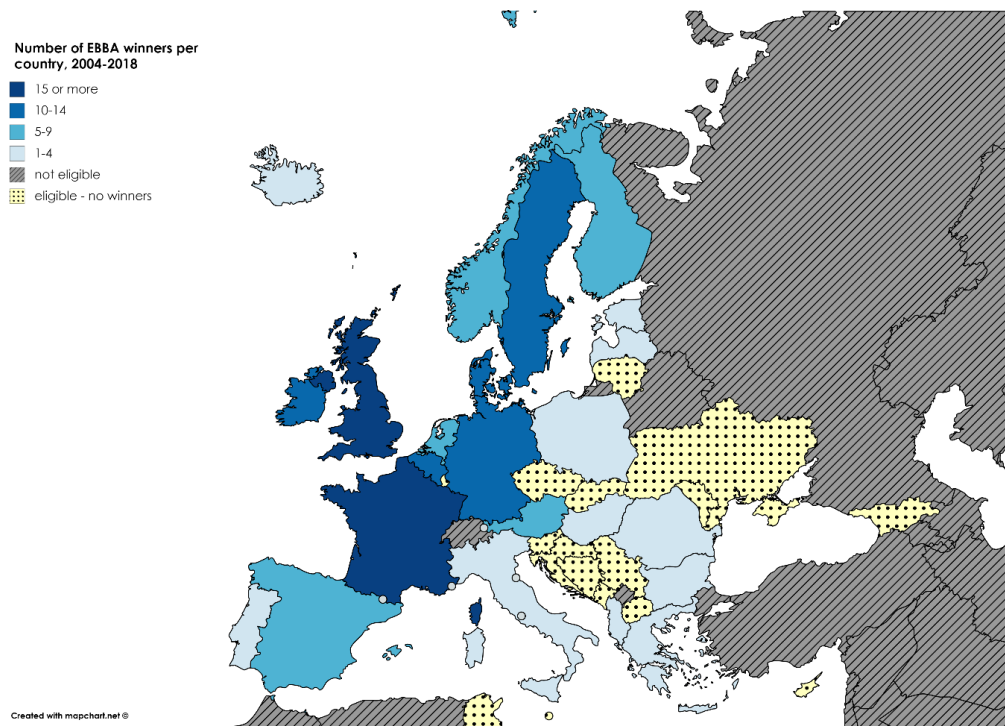 Number of EBBA winners per
country, 2004-2018
15 or more
10-14
5-9
1-4
not eligible
eligible - no winners
Created with mapchart.net ©